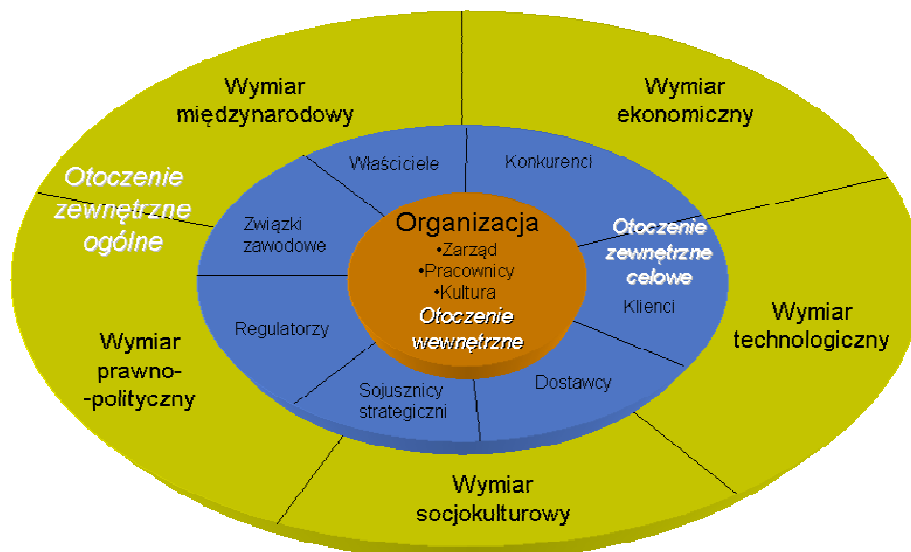 Wymiar
międzynarodowy
Wymiar
ekonomiczny
Otoczenie
zewnętrzne
ogólne
Właściciele
Konkurenci
Związki
zawodowe
Organizacja
•Zarząd
•Pracownicy
•Kultura
Otoczenie
wewnętrzne
Otoczenie
zewnętrzne
celowe
Klienci
Regulatorzy
Sojusznicy
strategiczni
Dostawcy
Wymiar
technologiczny
Wymiar
prawno-
-polityczny
Wymiar
socjokulturowy